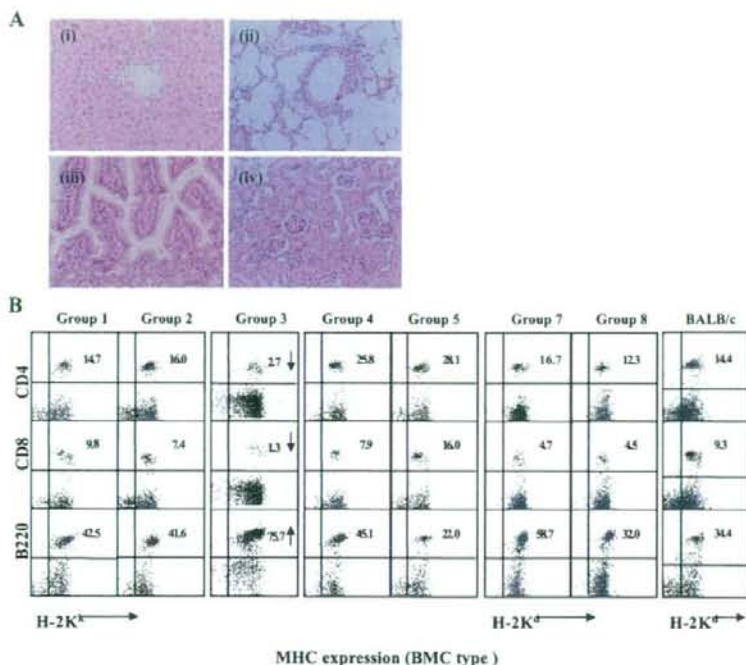 A
(i) (ii)
(iii) (iv)
B
Group 1 Group 2 Group 3 Group 4 Group 5 Group 7 Group 8 BALB/c
CD4 14.7 16.0 2.7 ↓ 25.8 28.1 16.7 12.3 14.4
CD8 9.8 7.4 1.3 ↓ 7.9 16.0 4.7 4.5 9.3
B220 42.5 41.6 75.7 ↑ 45.1 22.0 58.7 32.0 34.4
H-2Kᵏ → H-2Kᵈ → H-2Kᵈ →
MHC expression (BMC type )